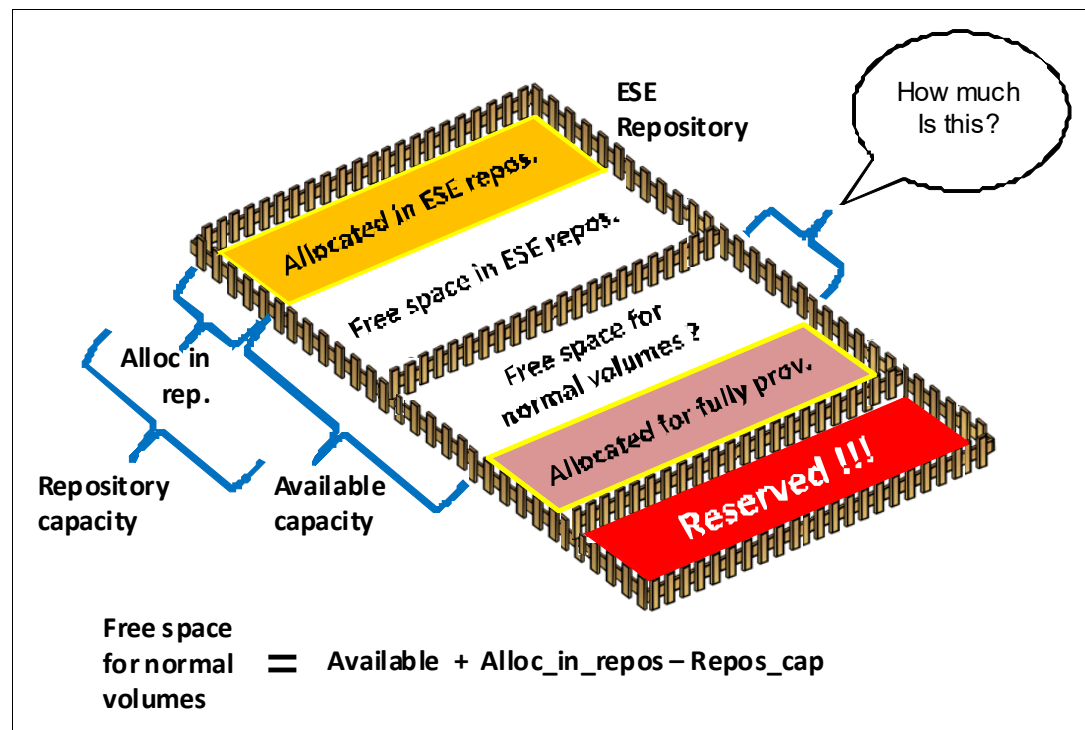 ESE
Repository
How much
Is this?
Allocated in ESE repos.
Free space in ESE repos.
Free space for
normal volumes ?
Allocated for fully prov.
Reserved !!!
Alloc in
rep.
Repository
capacity
Available
capacity
Free space
for normal
volumes
= Available + Alloc_in_repos – Repos_cap